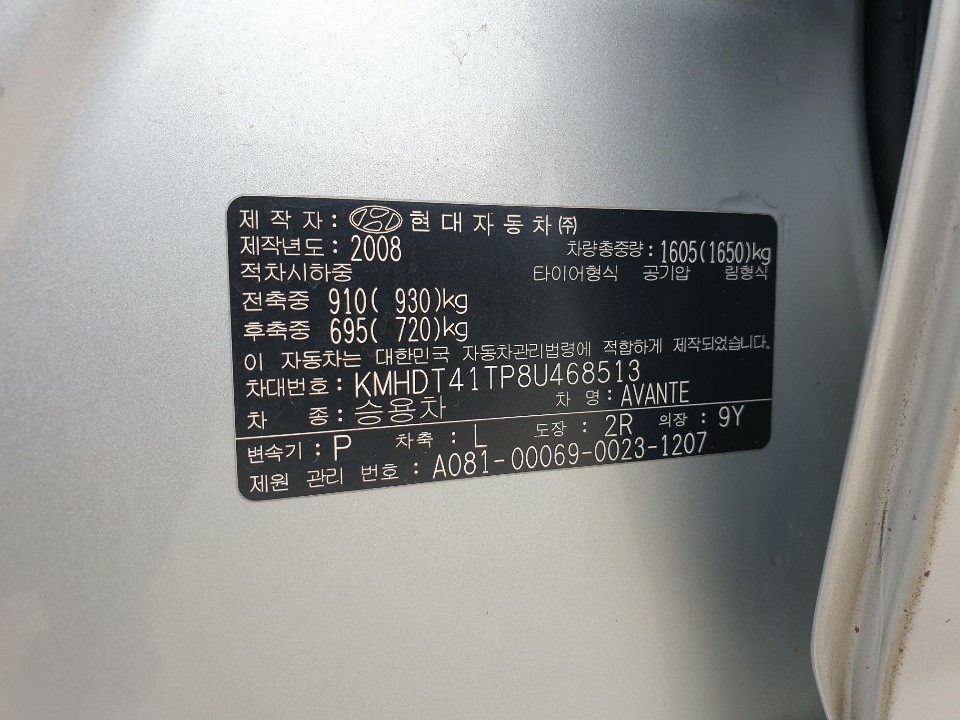 제 작 자 : 현대자동차㈜
제작년도 : 2008 차량총중량 : 1605(1650)kg
적차시하중 타이어형식 공기압 림형식
전축중 910( 930)kg
후축중 695( 720)kg
이 자동차는 대한민국 자동차관리법령에 적합하게 제작되었습니다.
차대번호 : KMHDT41TP8U468513
차 종 : 승용차 차 명 : AVANTE
변속기 : P 차축 : L 도장 : 2R 의장 : 9Y
제원 관리 번호 : A081-00069-0023-1207